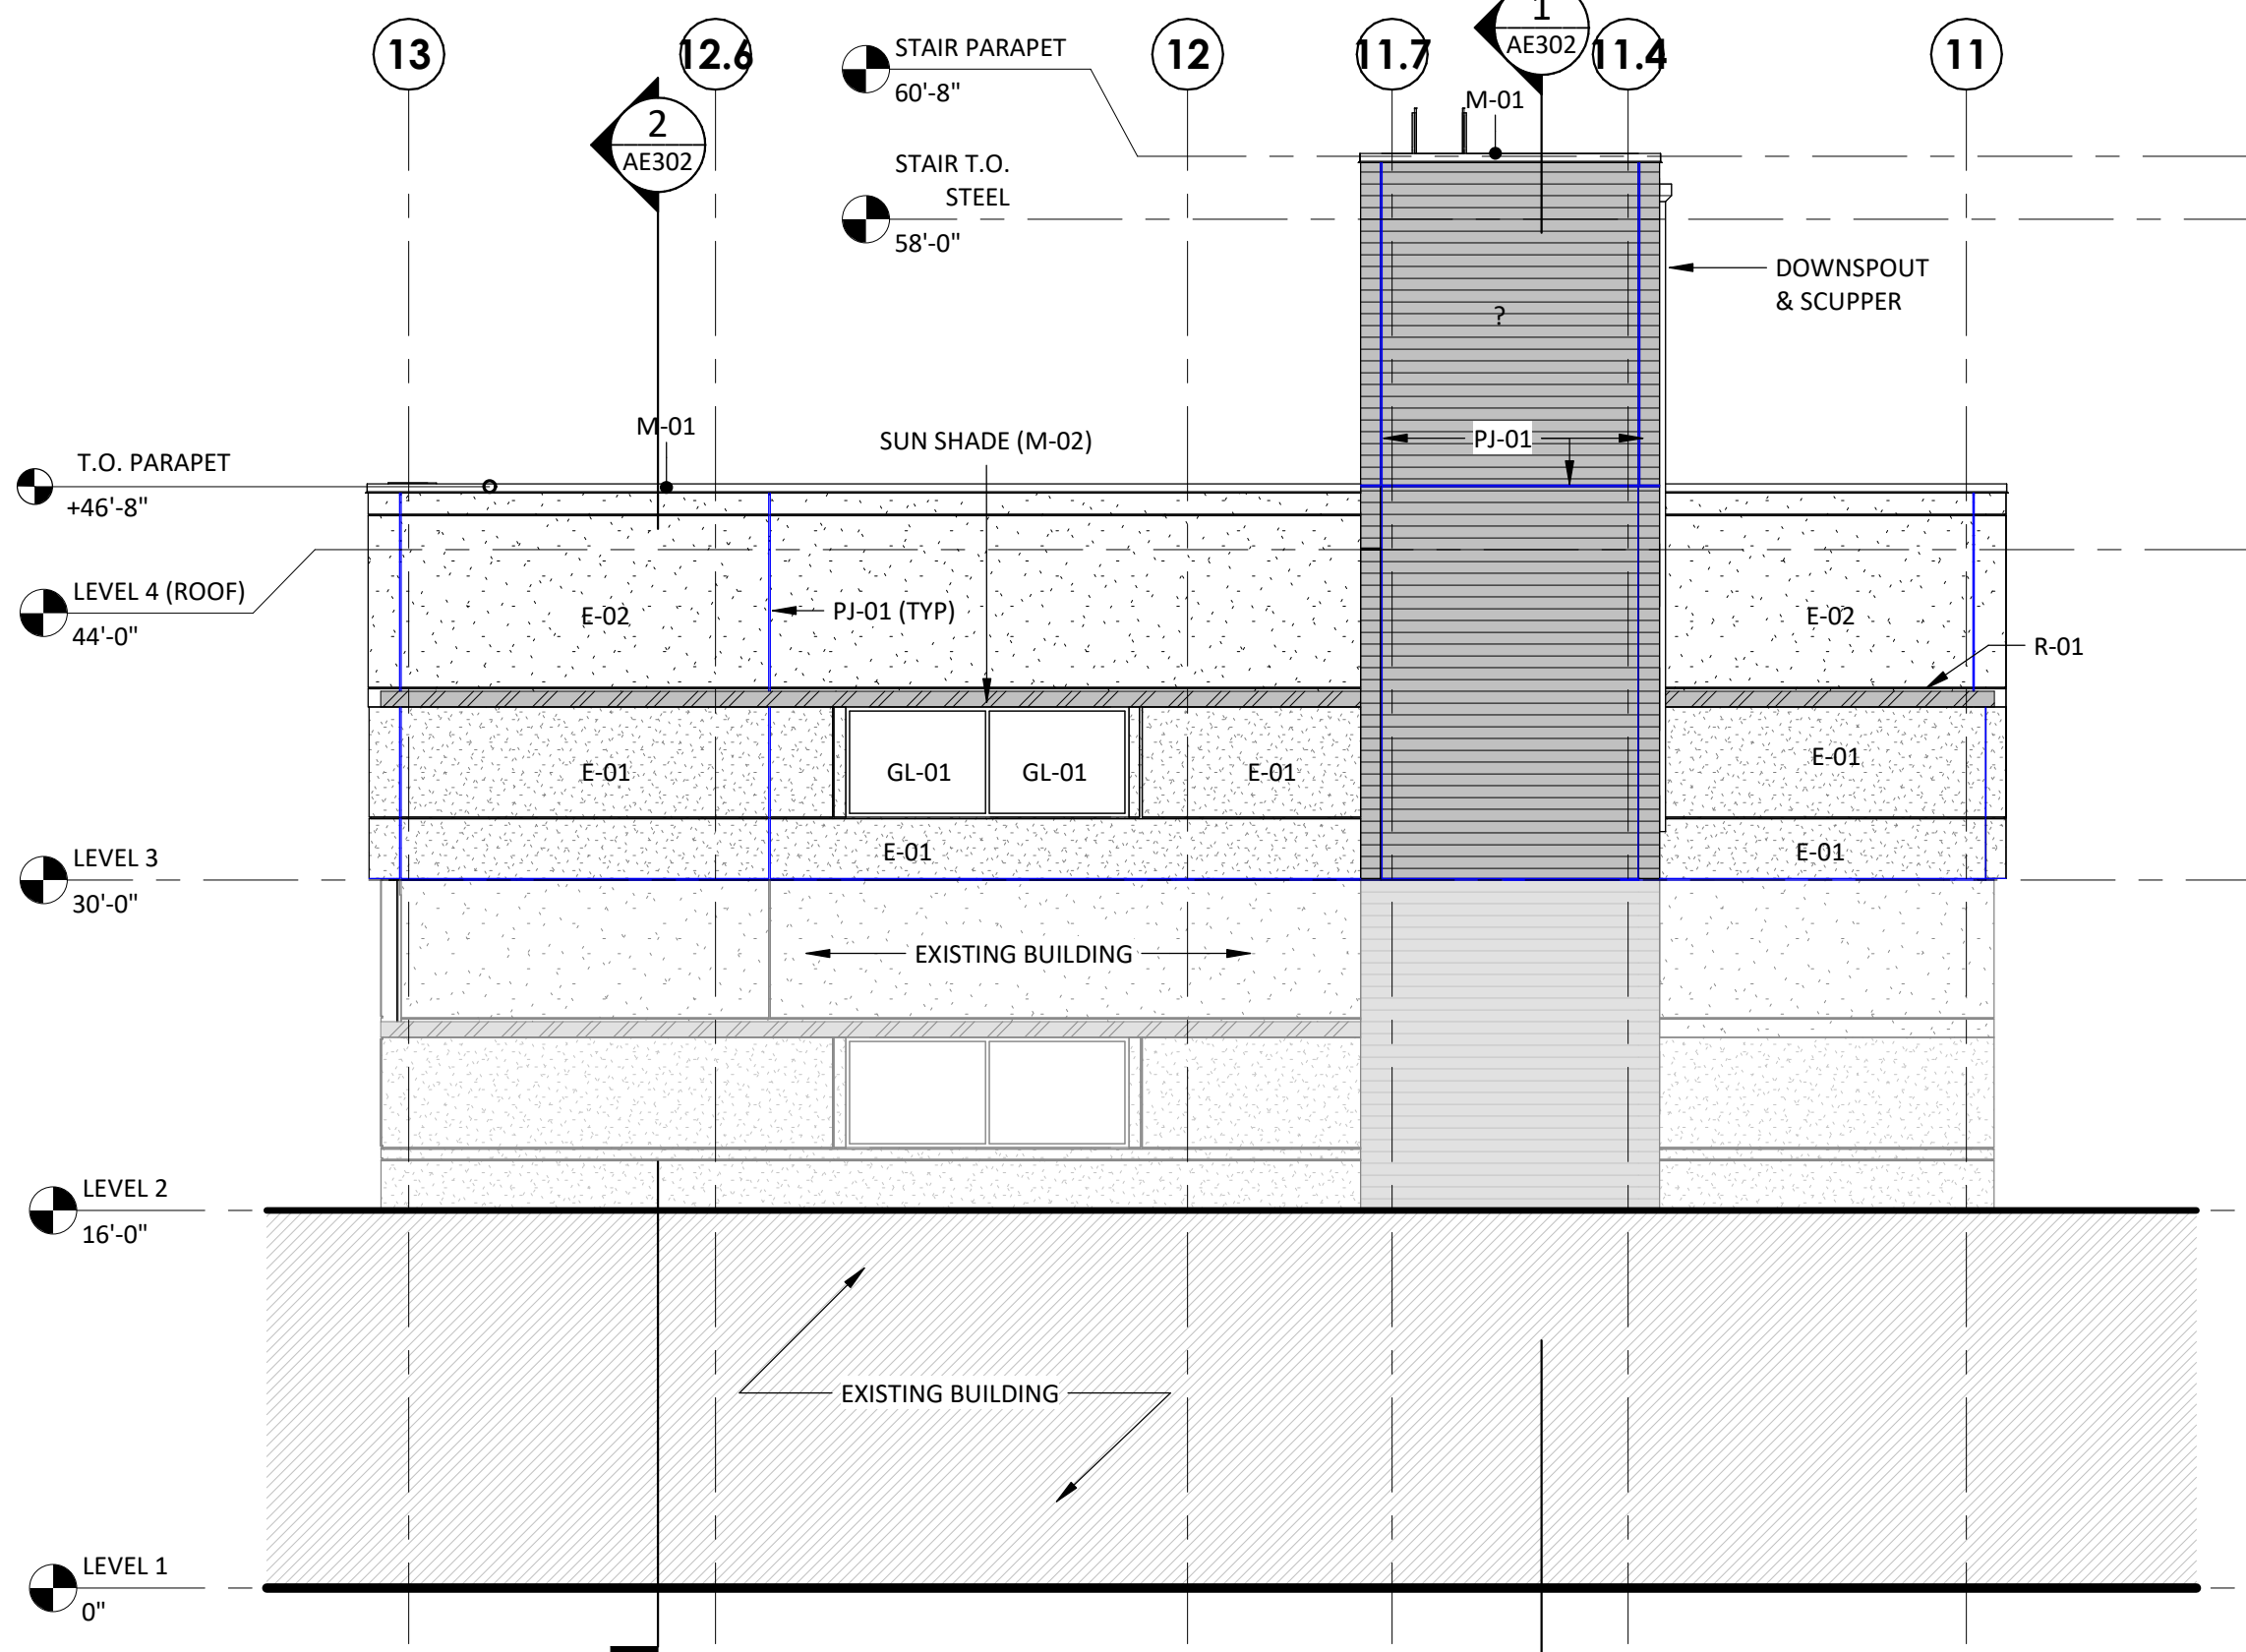 13
12.6
12
11.7
11.4
11
1
AE302
STAIR PARAPET
60'-8"
M-01
2
AE302
STAIR T.O.
STEEL
58'-0"
DOWNSPOUT
& SCUPPER
?
M-01
SUN SHADE (M-02)
PJ-01
T.O. PARAPET
+46'-8"
LEVEL 4 (ROOF)
44'-0"
E-02
PJ-01 (TYP)
E-02
R-01
E-01
GL-01
GL-01
E-01
E-01
E-01
E-01
LEVEL 3
30'-0"
EXISTING BUILDING
LEVEL 2
16'-0"
EXISTING BUILDING
LEVEL 1
0"